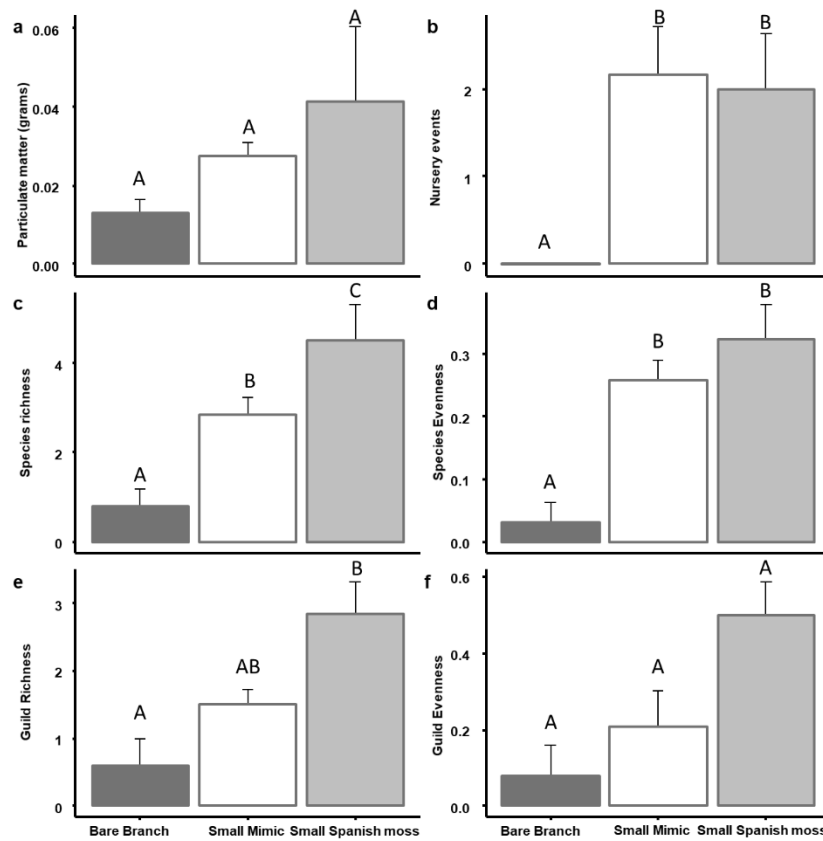 a
Particulate matter (grams)
0.06
0.04
0.02
0.00
A
A
A
b
Nursery events
2
1
0
A
B
B
c
Species richness
4
2
0
A
B
C
d
Species Evenness
0.3
0.2
0.1
0.0
A
B
B
e
Guild Richness
3
2
1
0
A
AB
B
Bare Branch
Small Mimic
Small Spanish moss
f
Guild Evenness
0.6
0.4
0.2
0.0
A
A
A
Bare Branch
Small Mimic
Small Spanish moss